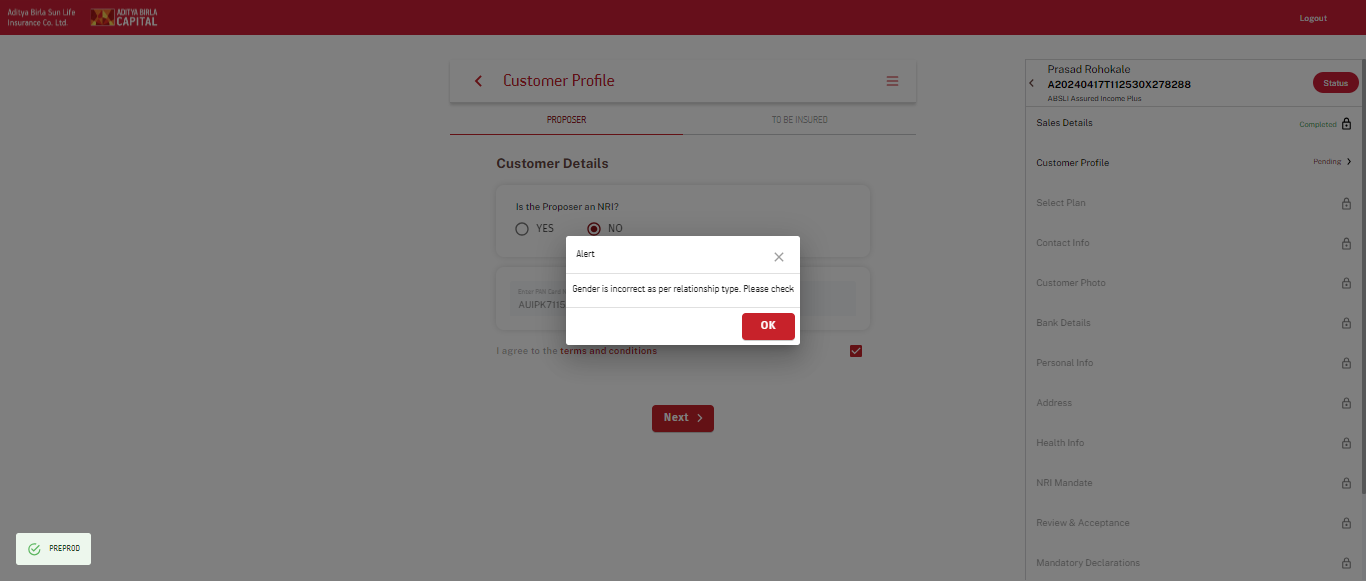 Aditya Birla Sun Life
Insurance Co. Ltd.
ADITYA BIRLA
CAPITAL
Logout
Customer Profile
PROPOSER
TO BE INSURED
Customer Details
Is the Proposer an NRI?
YES
NO
Enter PAN Card
AUIPK7115
I agree to the terms and conditions
Next
Alert
Gender is incorrect as per relationship type. Please check
OK
Prasad Rohokale
A20240417T112530X278288
ABSLI Assured Income Plus
Status
Sales Details
Completed
Customer Profile
Pending
Select Plan
Contact Info
Customer Photo
Bank Details
Personal Info
Address
Health Info
NRI Mandate
Review & Acceptance
Mandatory Declarations
PREPROD